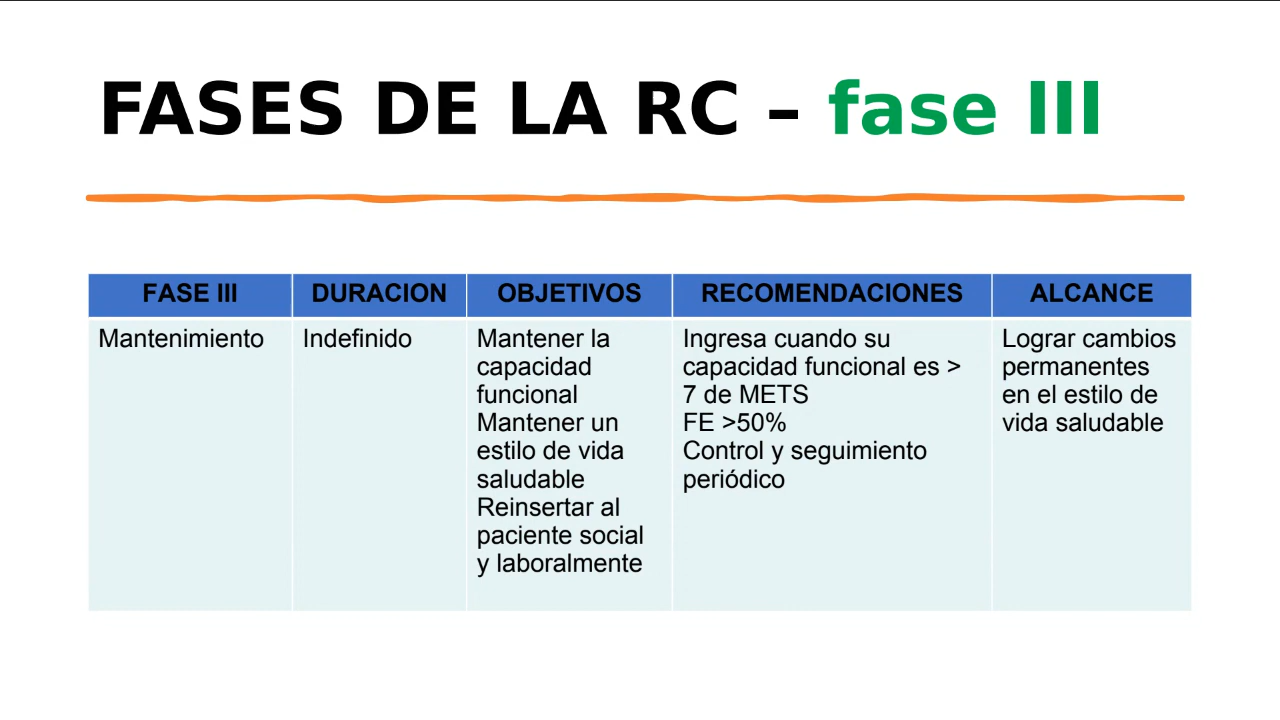 FASES DE LA RC – fase III
FASE III
DURACION
OBJETIVOS
RECOMENDACIONES
ALCANCE
Mantenimiento
Indefinido
Mantener la
capacidad
funcional
Mantener un
estilo de vida
saludable
Reinsertar al
paciente social
y laboralmente
Ingresa cuando su
capacidad funcional es >
7 de METS
FE >50%
Control y seguimiento
periódico
Lograr cambios
permanentes
en el estilo de
vida saludable